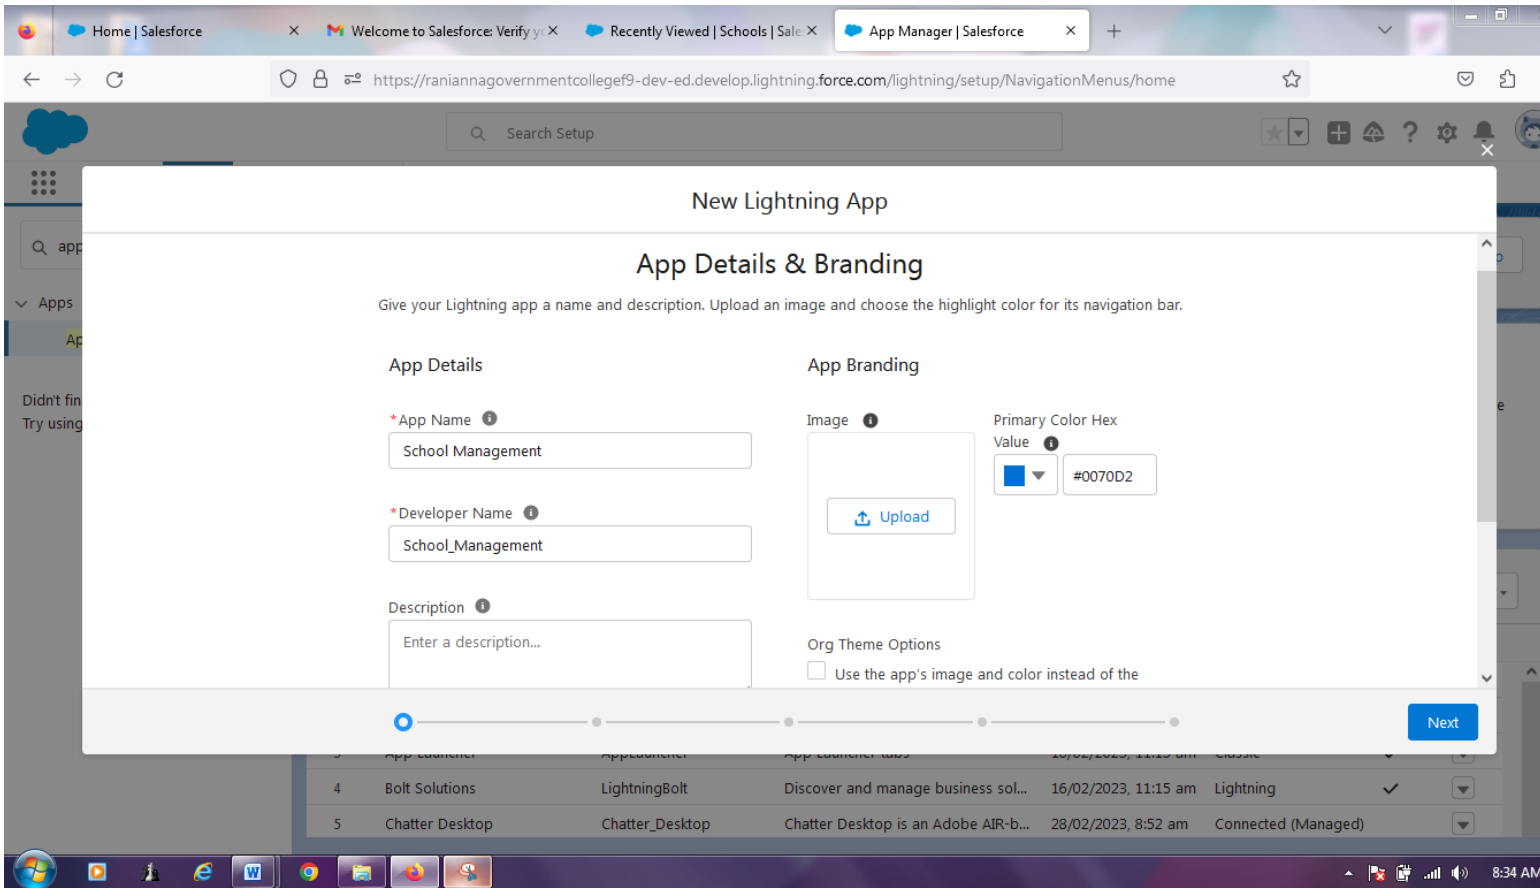 Home | Salesforce
Welcome to Salesforce: Verify yo
Recently Viewed | Schools | Sale
App Manager | Salesforce
https://raniannagovernmentcollegef9-dev-ed.develop.lightning.force.com/lightning/setup/NavigationMenus/home
Search Setup
New Lightning App
app
App Details & Branding
Give your Lightning app a name and description. Upload an image and choose the highlight color for its navigation bar.
Apps
Ap
App Details
App Branding
Didn't fin
Try using
*App Name
Image
Primary Color Hex
Value
School Management
#0070D2
*Developer Name
Upload
School_Management
Description
Enter a description...
Org Theme Options
Use the app's image and color instead of the
Next
4 Bolt Solutions LightningBolt Discover and manage business sol... 16/02/2023, 11:15 am Lightning
5 Chatter Desktop Chatter_Desktop Chatter Desktop is an Adobe AIR-b... 28/02/2023, 8:52 am Connected (Managed)
8:34 AM